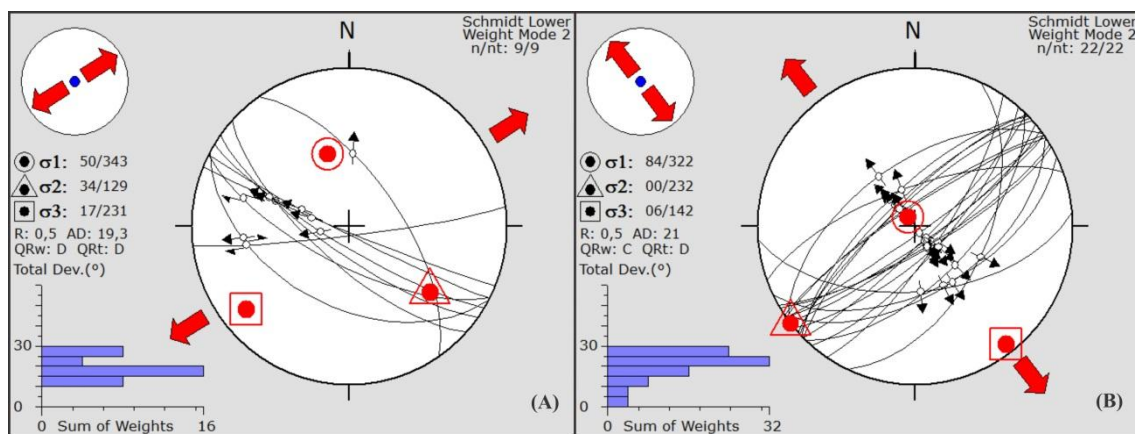 Schmidt Lower
Weight Mode 2
n/nt: 9/9
N
σ1: 50/343
σ2: 34/129
σ3: 17/231
R: 0,5 AD: 19,3
QRw: D QRt: D
Total Dev.(°)
30
0
0 Sum of Weights 16
(A)
Schmidt Lower
Weight Mode 2
n/nt: 22/22
N
σ1: 84/322
σ2: 00/232
σ3: 06/142
R: 0,5 AD: 21
QRw: C QRt: D
Total Dev.(°)
30
0
0 Sum of Weights 32
(B)